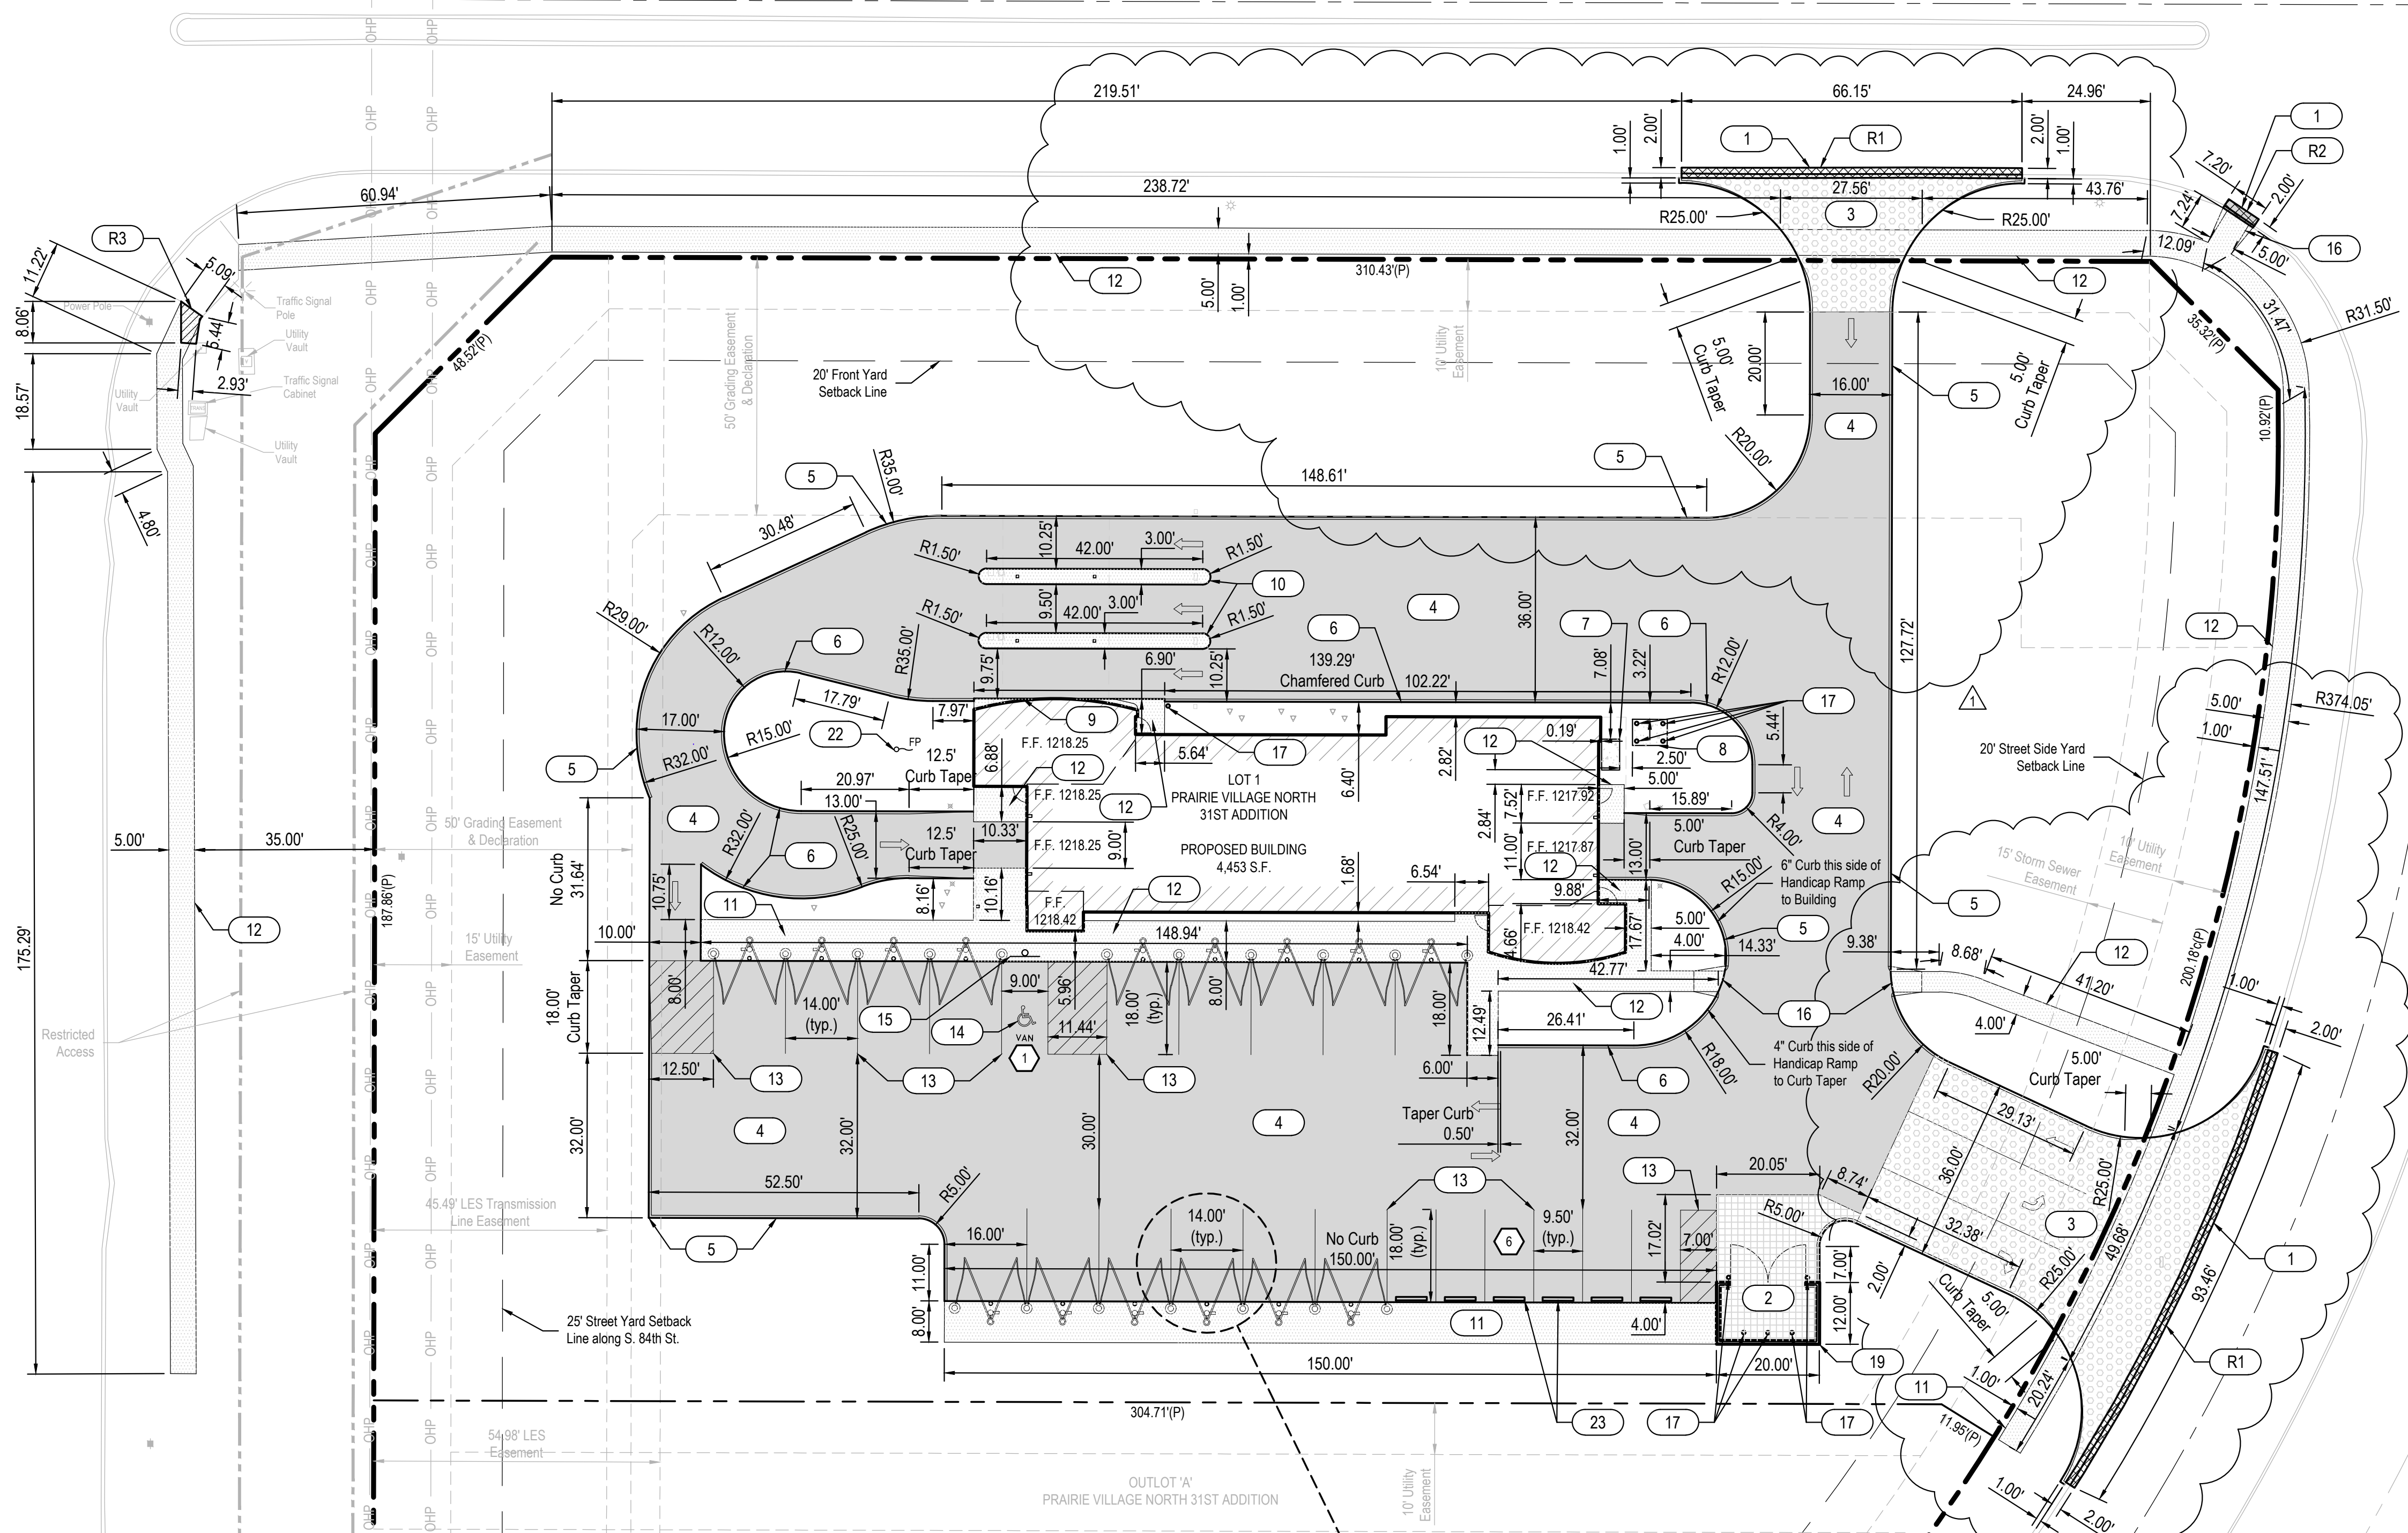 OHP
OHP
219.51'
66.15'
24.96'
1
R1
1.00'
2.00'
2.00'
1.00'
1
R2
7.20'
2.00'
7.24'
OHP
OHP
60.94'
238.72'
27.56'
43.76'
R25.00'
3
R25.00'
12.09'
5.00'
16
R3
11.22'
5.09'
Power Pole
8.06'
5.44'
Traffic Signal
Pole
Utility
Vault
Traffic Signal
Cabinet
2.93'
Utility
Vault
TRANS
Utility
Vault
18.57'
4.80'
OHP
OHP
12
5.00'
1.00'
310.43'(P)
12
31.47'
R31.50'
35.32'(P)
10.92'(P)
48.52'(P)
50' Grading Easement
& Declaration
20' Front Yard
Setback Line
10' Utility
Easement
5.00'
Curb Taper
20.00'
16.00'
5
5.00'
Curb Taper
4
R20.00'
OHP
OHP
5
R35.00'
148.61'
5
30.48'
R1.50'
10.25'
42.00'
3.00'
R1.50'
10
R1.50'
9.50'
42.00'
3.00'
R1.50'
4
36.00'
7
6
R29.00'
R12.00'
6
R35.00'
9.75'
6.90'
139.29'
Chamfered Curb
102.22'
10.25'
6
7.08'
3.22'
R12.00'
127.72'
12
17.79'
7.97'
17.00'
R15.00'
22
FP
9
F.F. 1218.25
6.88'
12
5.64'
17
LOT 1
PRAIRIE VILLAGE NORTH
31ST ADDITION
6.40'
2.82'
12
0.19'
17
8
2.50'
5.00'
5.44'
1
5.00'
1.00'
R374.05'
147.51'
20' Street Side Yard
Setback Line
5
R32.00'
12.5'
Curb Taper
20.97'
13.00'
F.F. 1218.25
12
7.52'
F.F. 1217.92
15.89'
R4.00'
4
4
R32.00'
R25.00'
6
12.5'
Curb Taper
10.33'
F.F. 1218.25
9.00'
PROPOSED BUILDING
4,453 S.F.
2.84'
11.00'
F.F. 1217.87
12
13.00'
5.00'
Curb Taper
6" Curb this side of
Handicap Ramp
to Building
R15.00'
15' Storm Sewer
Easement
10' Utility
Easement
5.00'
35.00'
50' Grading Easement
& Declaration
187.86'(P)
No Curb
31.64'
10.75'
11
8.16'
10.16'
F.F.
1218.42
12
1.68'
6.54'
9.88'
F.F. 1218.42
4.66'
17.67'
5.00'
4.00'
14.33'
5
9.38'
5
8.68'
12
41.20'
200.18'c(P)
12
175.29'
15' Utility
Easement
10.00'
148.94'
8.00'
9.00'
5.96'
18.00'
(typ.)
8.00'
18.00'
42.77'
12
12.49'
26.41'
16
4.00'
1.00'
2.00'
18.00'
Curb Taper
14.00'
(typ.)
15
14
VAN
1
11.44'
Restricted
Access
12.50'
13
13
13
6.00'
6
R18.00'
4" Curb this side of
Handicap Ramp
to Curb Taper
R20.00'
5.00'
Curb Taper
29.13'
4
32.00'
32.00'
30.00'
4
Taper Curb
0.50'
32.00'
4
36.00'
R25.00'
52.50'
R5.00'
13
13
20.05'
8.74'
3
45.49' LES Transmission
Line Easement
5
16.00'
14.00'
(typ.)
No Curb
150.00'
18.00'
(typ.)
6
9.50'
(typ.)
7.00'
17.02'
R5.00'
32.38'
49.68'
1
93.46'
11.00'
8.00'
2
7.00'
12.00'
2.00'
R25.00'
5.00'
Curb Taper
25' Street Yard Setback
Line along S. 84th St.
11
4.00'
150.00'
20.00'
19
R1
11
1.00'
20.24'
304.71'(P)
23
17
17
11.95'(P)
54.98' LES
Easement
10' Utility
Easement
OUTLOT 'A'
PRAIRIE VILLAGE NORTH 31ST ADDITION
1.00'
2.00'
OHP
OHP